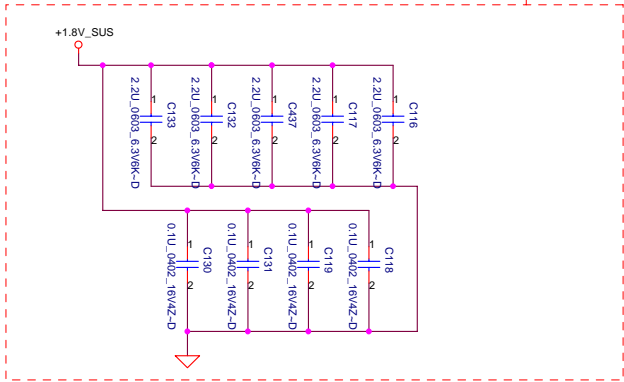 +1.8V_SUS
2.2U_0603_6.3V6K~D
1
2
C133
2.2U_0603_6.3V6K~D
1
2
C132
2.2U_0603_6.3V6K~D
1
2
C437
2.2U_0603_6.3V6K~D
1
2
C117
2.2U_0603_6.3V6K~D
1
2
C116
0.1U_0402_16V4Z~D
1
2
C130
0.1U_0402_16V4Z~D
1
2
C131
0.1U_0402_16V4Z~D
1
2
C119
0.1U_0402_16V4Z~D
1
2
C118